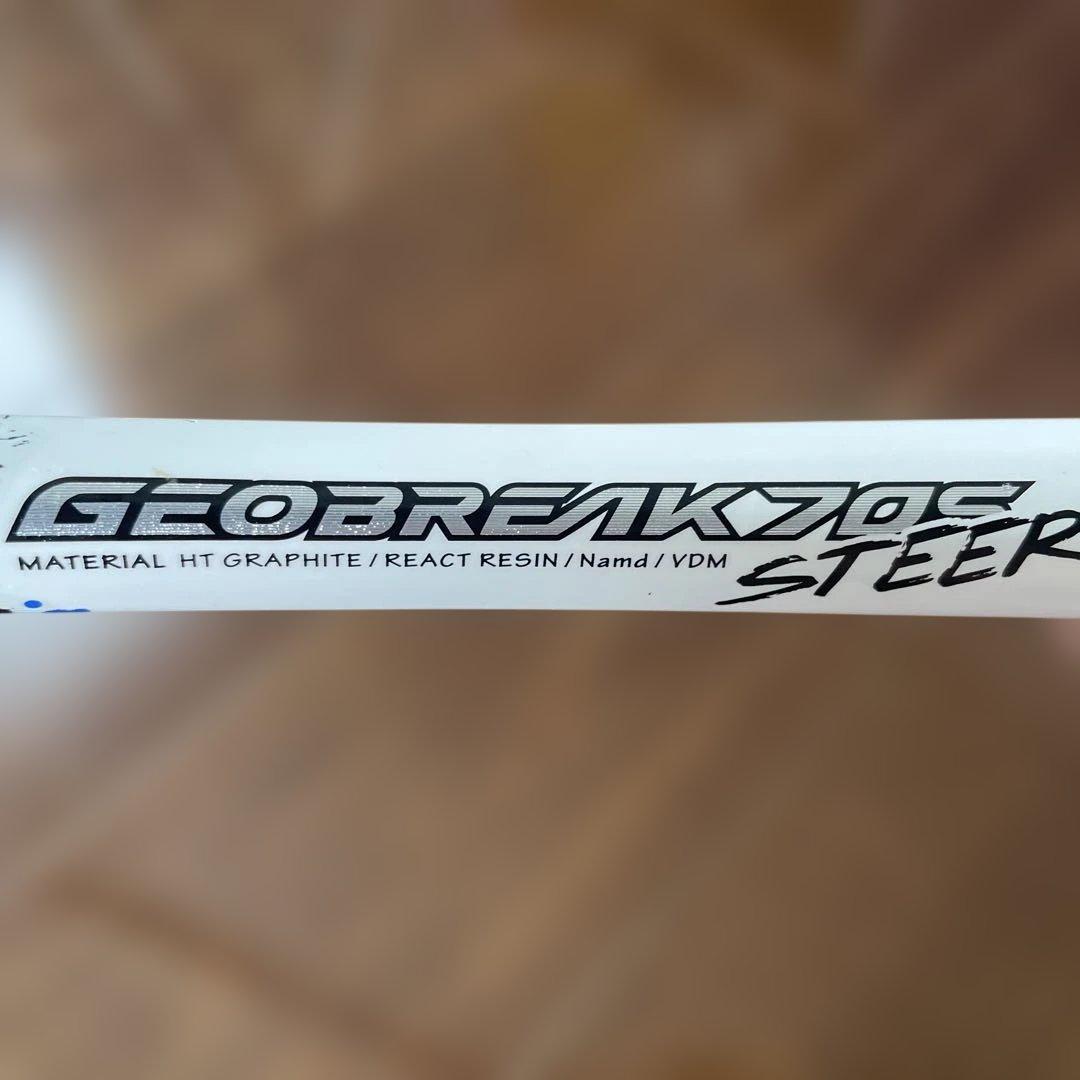 GEOBREAK70S
STEER
MATERIAL HT GRAPHITE / REACT RESIN / Namd / VDM